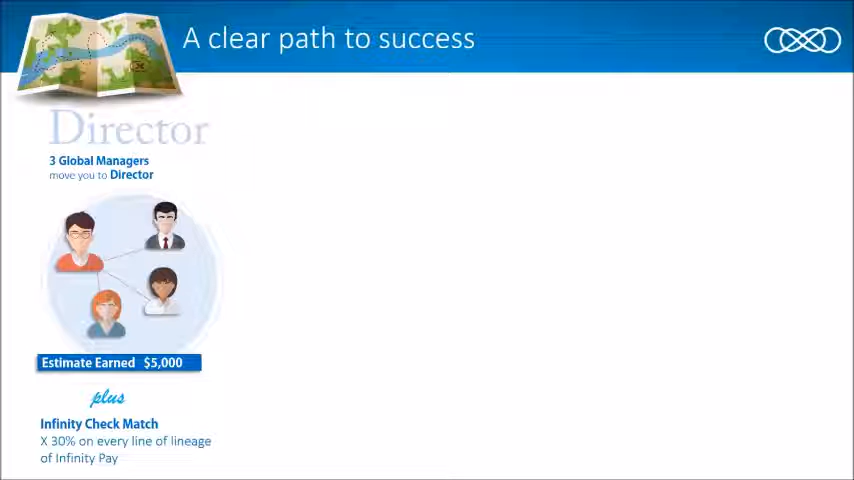 A clear path to success
Director
3 Global Managers
move you to Director
Estimate Earned $5,000
plus
Infinity Check Match
X 30% on every line of lineage
of Infinity Pay